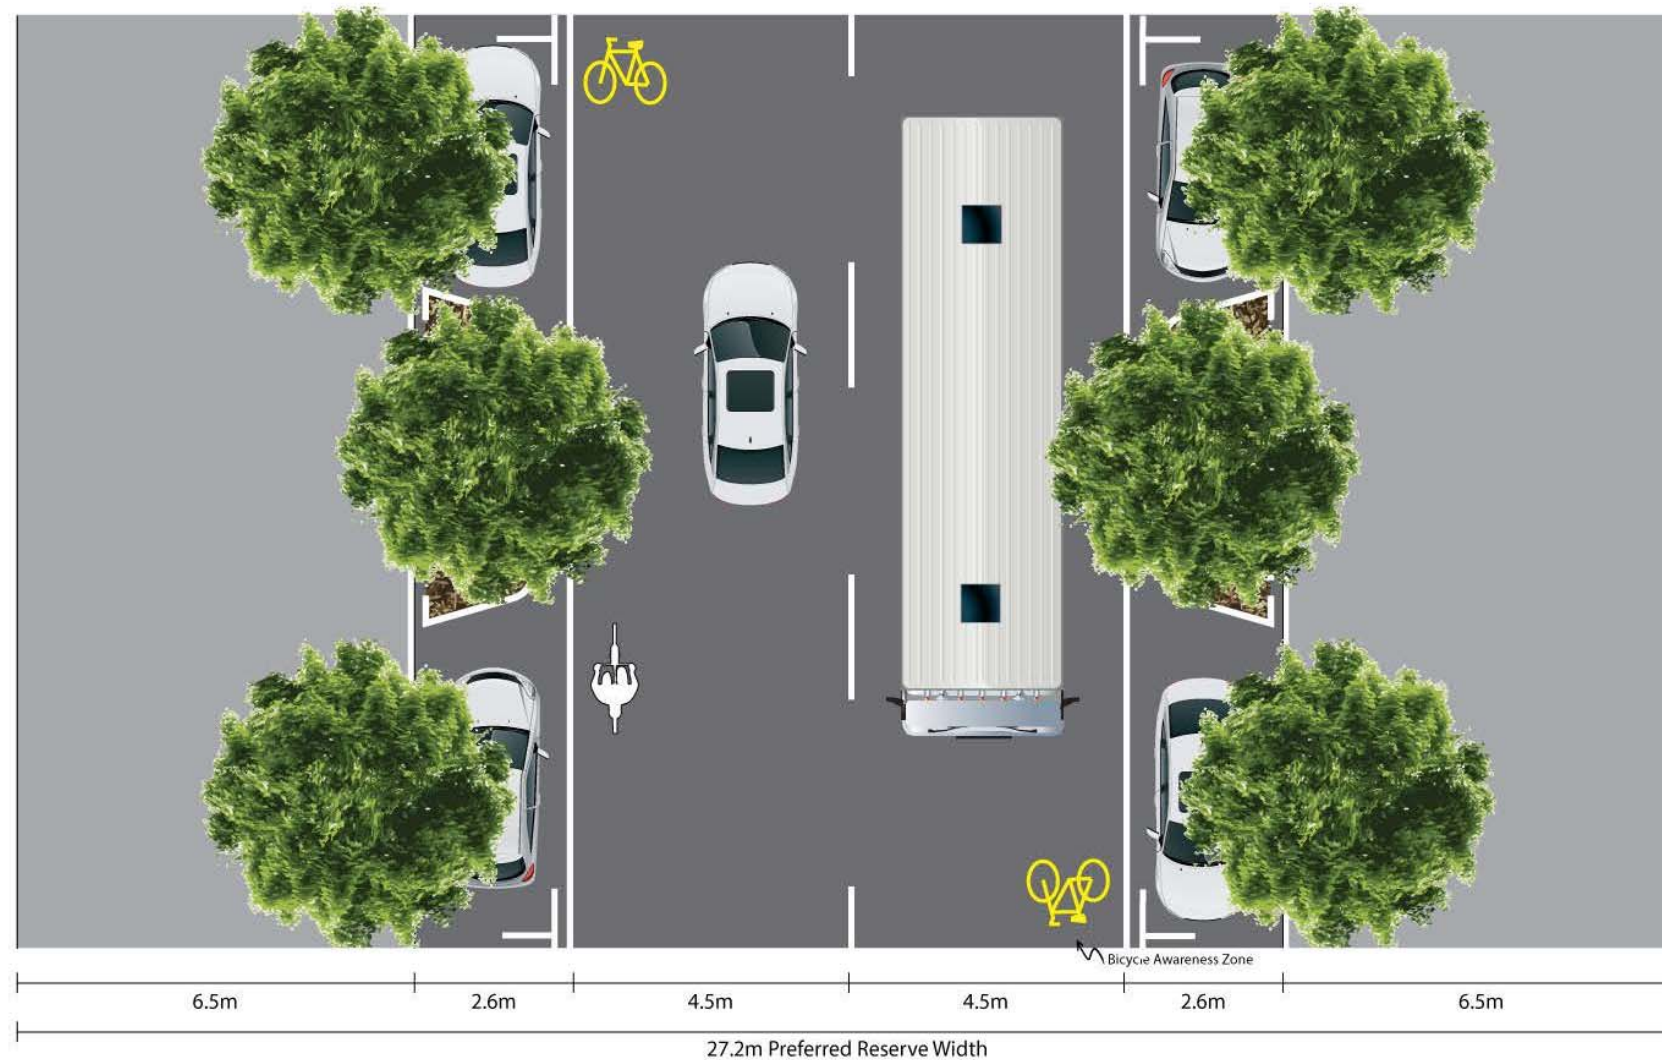 Bicycle Awareness Zone
6.5m 2.6m 4.5m 4.5m 2.6m 6.5m
27.2m Preferred Reserve Width